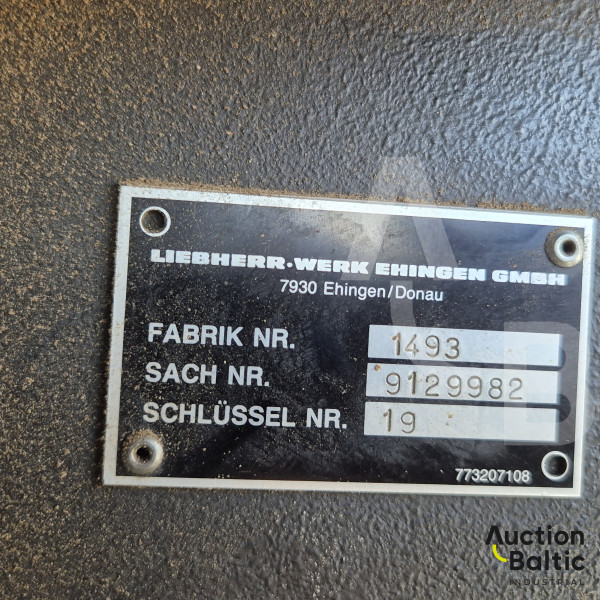 LIEBHERR-WERK EHINGEN GMBH
7930 Ehingen/Donau
FABRIK NR. 1493
SACH NR. 9129982
SCHLÜSSEL NR. 19
773207108
Auction
Baltic
INDUSTRIAL